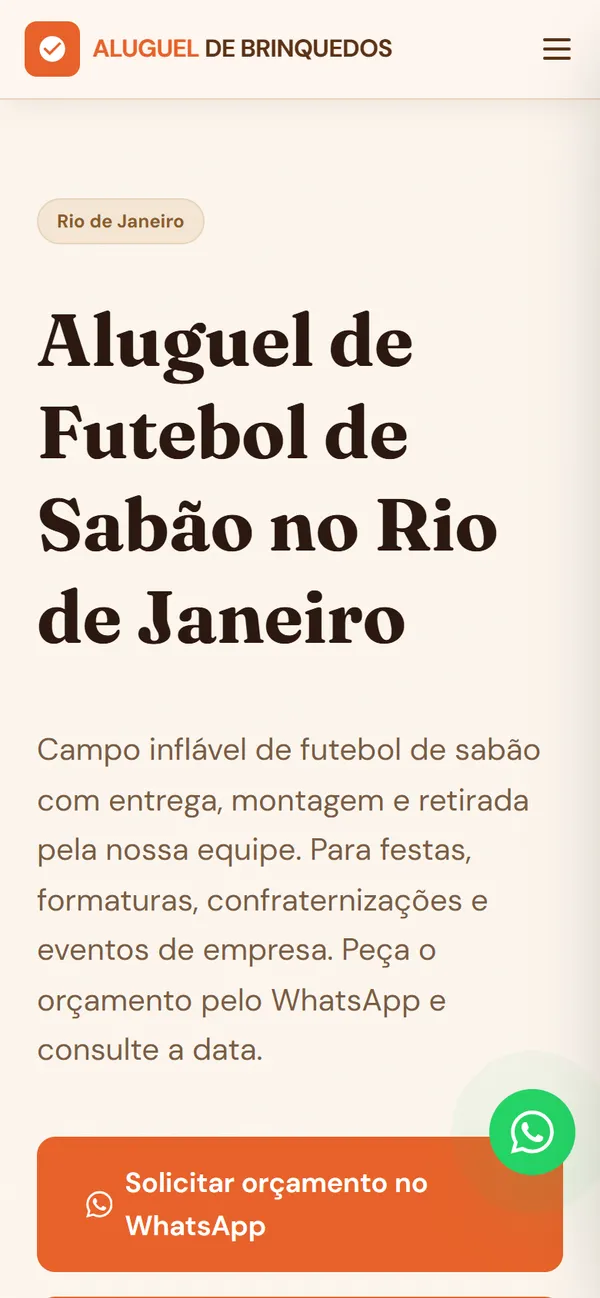 ALUGUEL DE BRINQUEDOS
Rio de Janeiro
Aluguel de
Futebol de
Sabão no Rio
de Janeiro
Campo inflável de futebol de sabão
com entrega, montagem e retirada
pela nossa equipe. Para festas,
formaturas, confraternizações e
eventos de empresa. Peça o
orçamento pelo WhatsApp e
consulte a data.
Solicitar orçamento no
WhatsApp